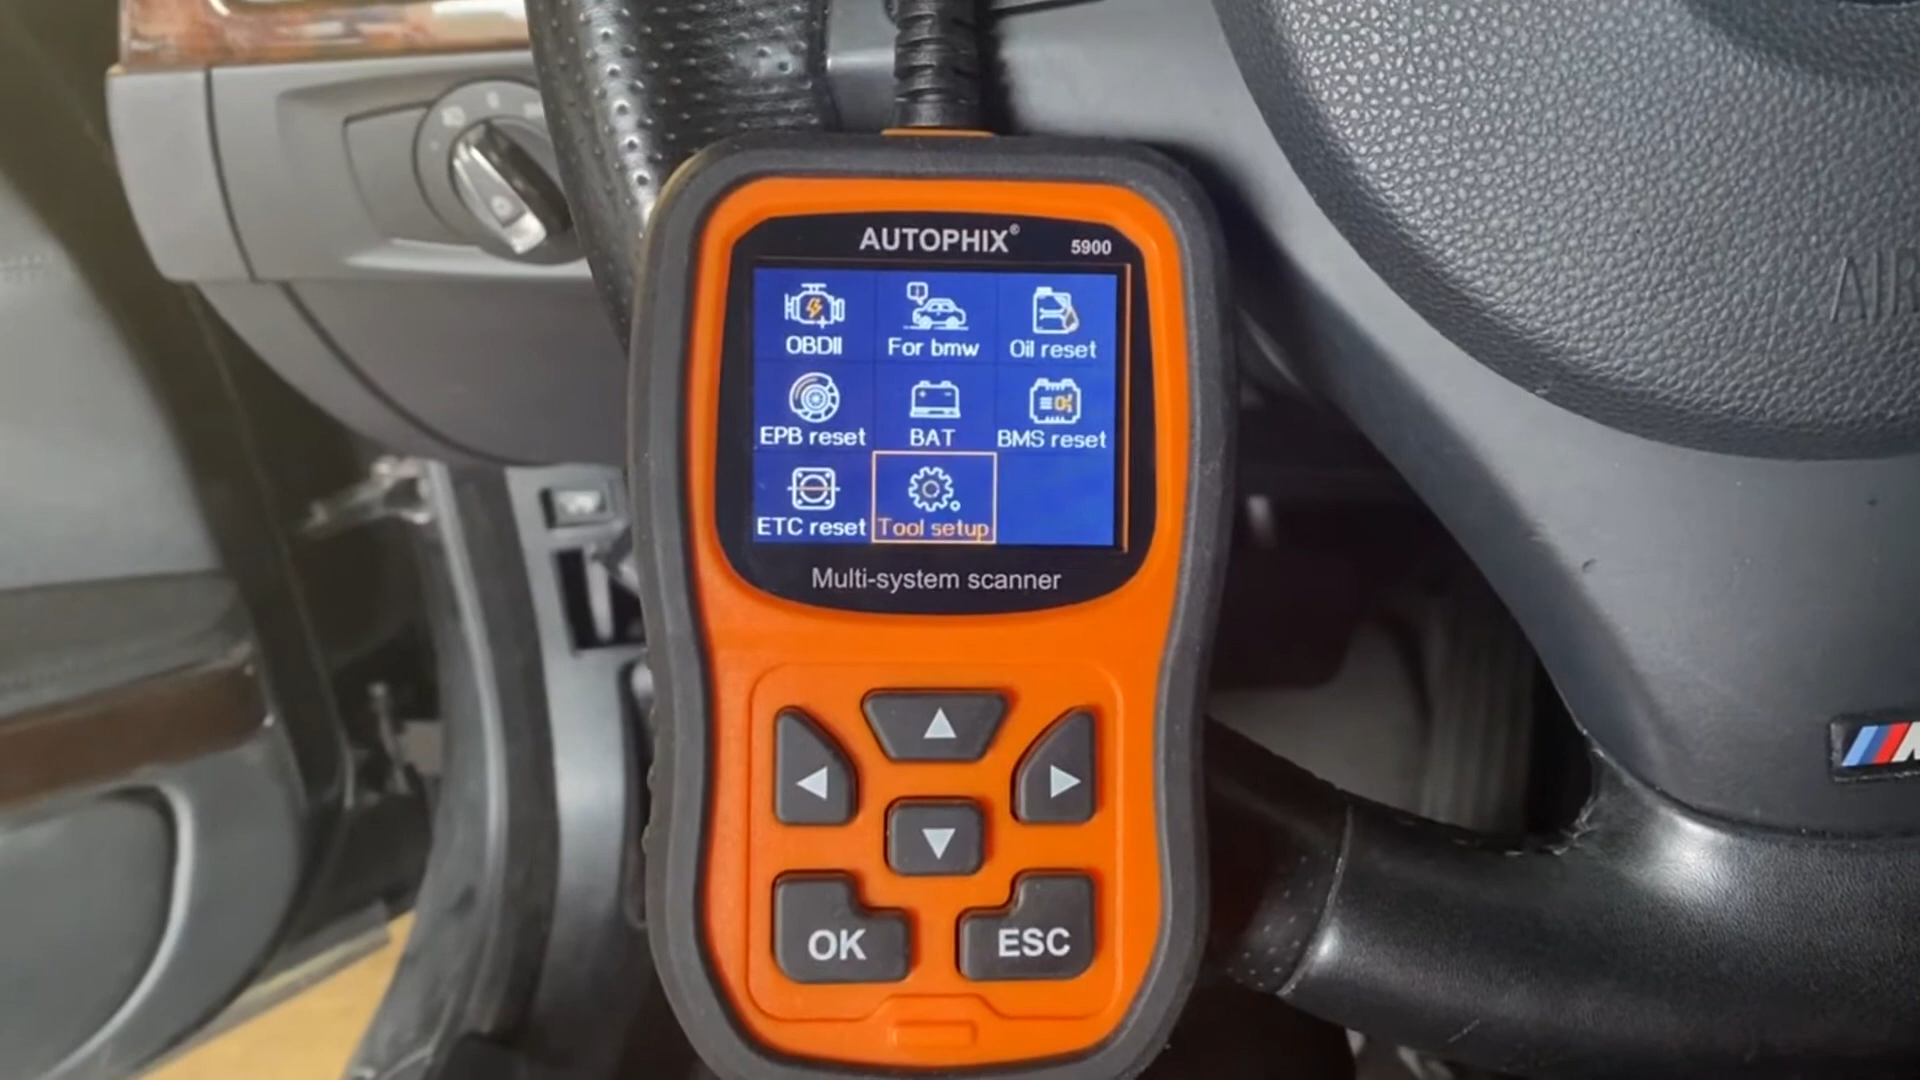 AUTOPHIX® 5900
OBDII For bmw Oil reset
EPB reset BAT BMS reset
ETC reset Tool setup
Multi-system scanner
OK ESC